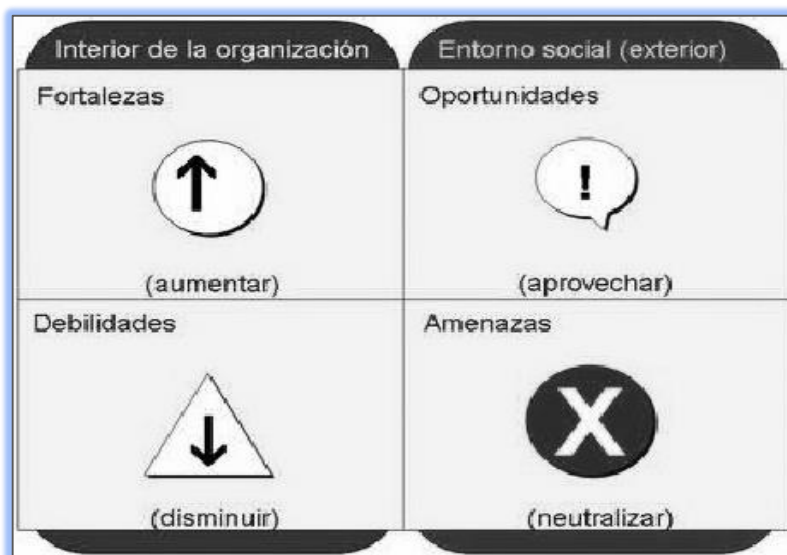 Interior de la organización
Entorno social (exterior)
Fortalezas
Oportunidades
!
(aumentar)
(aprovechar)
Debilidades
Amenazas
X
(disminuir)
(neutralizar)